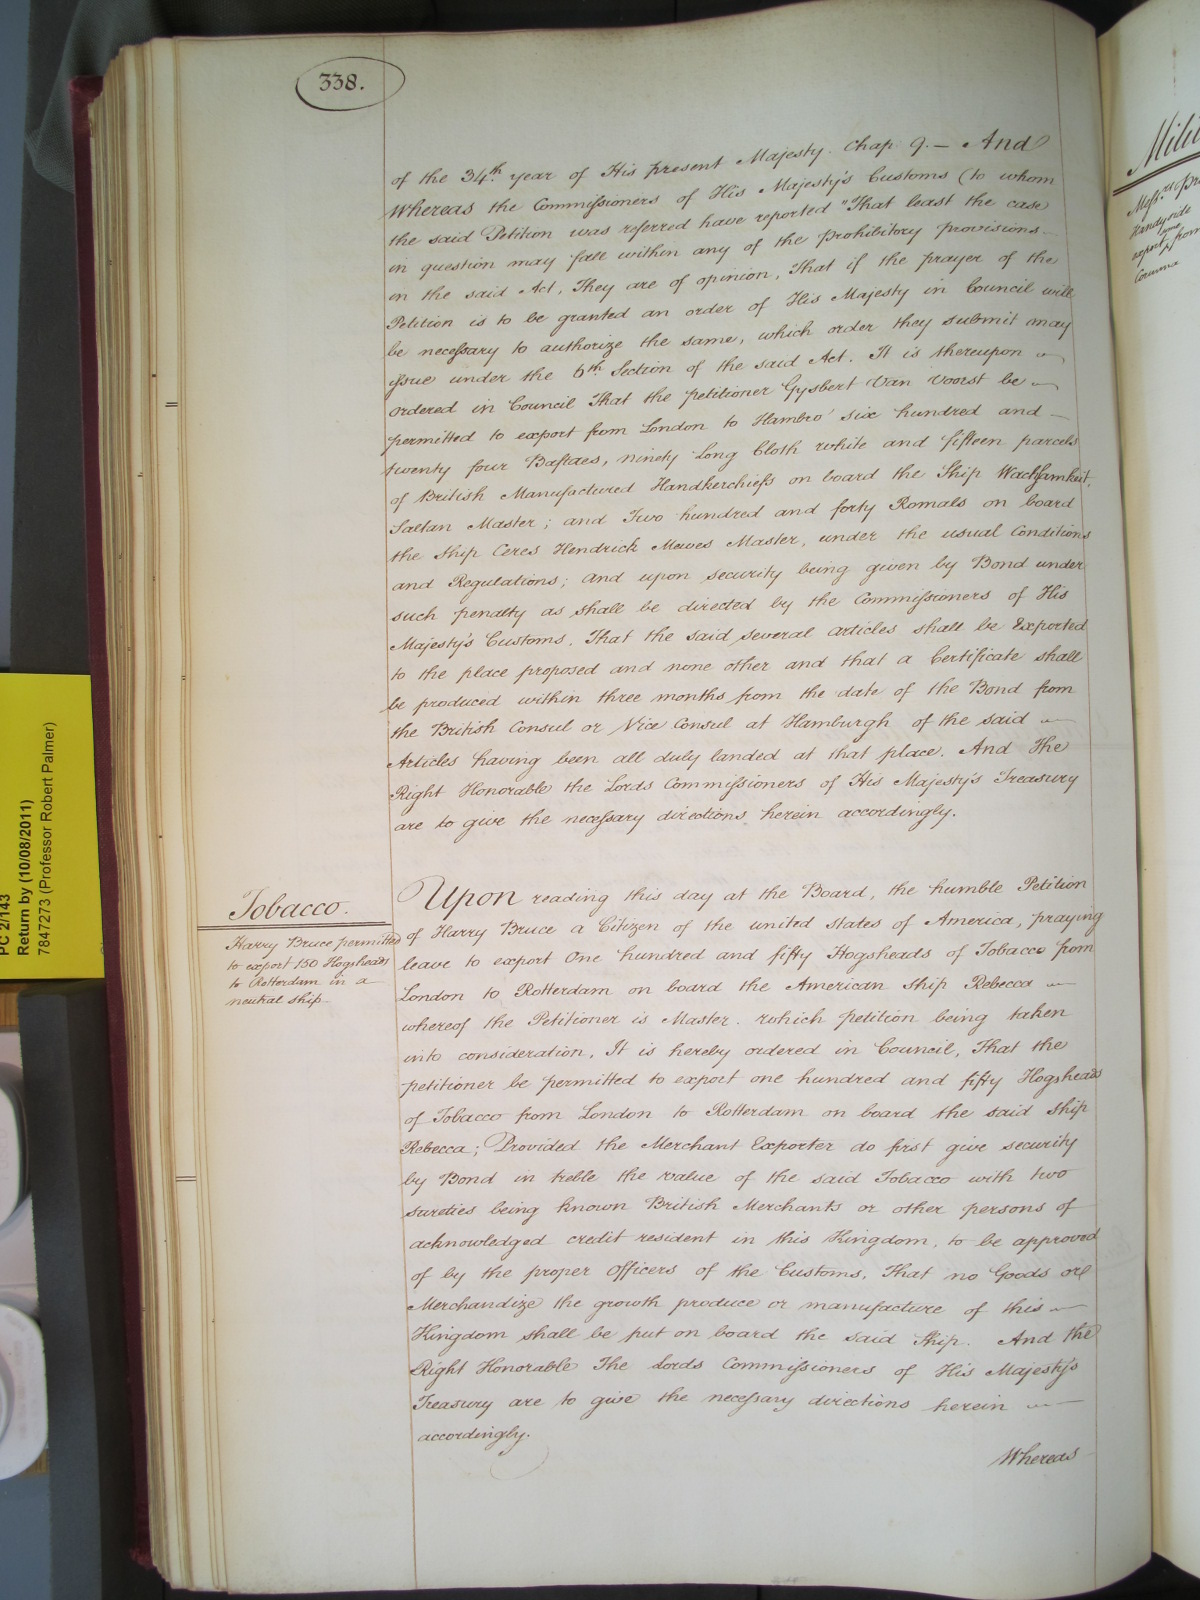 338.
of the 34th year of His present Majesty Chap 9. — And
Whereas the Commissioners of His Majesty's Customs (to whom
the said Petition was referred have reported "That least the case
in question may fall within any of the Prohibitory provisions
in the said Act, They are of opinion, That if the prayer of the
Petition is to be granted an order of His Majesty in Council will
be necessary to authorize the same, which order they submit may
issue under the 6th Section of the said Act. It is thereupon
ordered in Council That the petitioner Gysbert Van Voorst be
permitted to export from London to Hambro' six hundred and —
twenty four Baftaes, ninety Long Cloth white and fifteen parcels
of British Manufactured Handkerchiefs on board the Ship Wachsamkeit,
Saltan Master; and Two hundred and forty Romals on board
the Ship Ceres Hendrick Mewes Master, under the usual Conditions
and Regulations; and upon security being given by Bond under
such penalty as shall be directed by the Commissioners of His
Majesty's Customs, That the said several articles shall be Exported
to the place proposed and none other and that a Certificate shall
be produced within three months from the date of the Bond from
the British Consul or Vice Consul at Hamburgh of the said
Articles having been all duly landed at that place. And The
Right Honorable the Lords Commissioners of His Majesty's Treasury
are to give the necessary directions herein accordingly.
Tobacco.
Harry Bruce permitted
to export 150 Hogsheads
to Rotterdam in a
neutral ship
Upon reading this day at the Board, the humble Petition
of Harry Bruce a Citizen of the united States of America, praying
leave to export One hundred and fifty Hogsheads of Tobacco from
London to Rotterdam on board the American ship Rebecca
whereof the Petitioner is Master. which petition being taken
into consideration, It is hereby ordered in Council, That the
petitioner be permitted to export one hundred and fifty Hogsheads
of Tobacco from London to Rotterdam on board the said ship
Rebecca; Provided the Merchant Exporter do first give security
by Bond in treble the value of the said Tobacco with two
sureties being known British Merchants or other persons of
acknowledged credit resident in this Kingdom, to be approved
of by the proper Officers of the Customs, That no Goods or
Merchandize the growth produce or manufacture of this
Kingdom shall be put on board the said Ship. And the
Right Honorable The Lords Commissioners of His Majesty's
Treasury are to give the necessary directions herein
accordingly.
Whereas
PC 2/143
Return by (10/08/2011)
7847273 (Professor Robert Palmer)